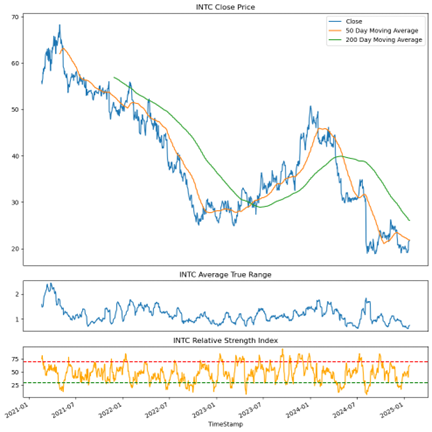 INTC Close Price
Close
50 Day Moving Average
200 Day Moving Average
70
60
50
40
30
20
INTC Average True Range
2
1
INTC Relative Strength Index
75
50
25
2021-01
2021-07
2022-01
2022-07
2023-01
2023-07
2024-01
2024-07
2025-01
TimeStamp